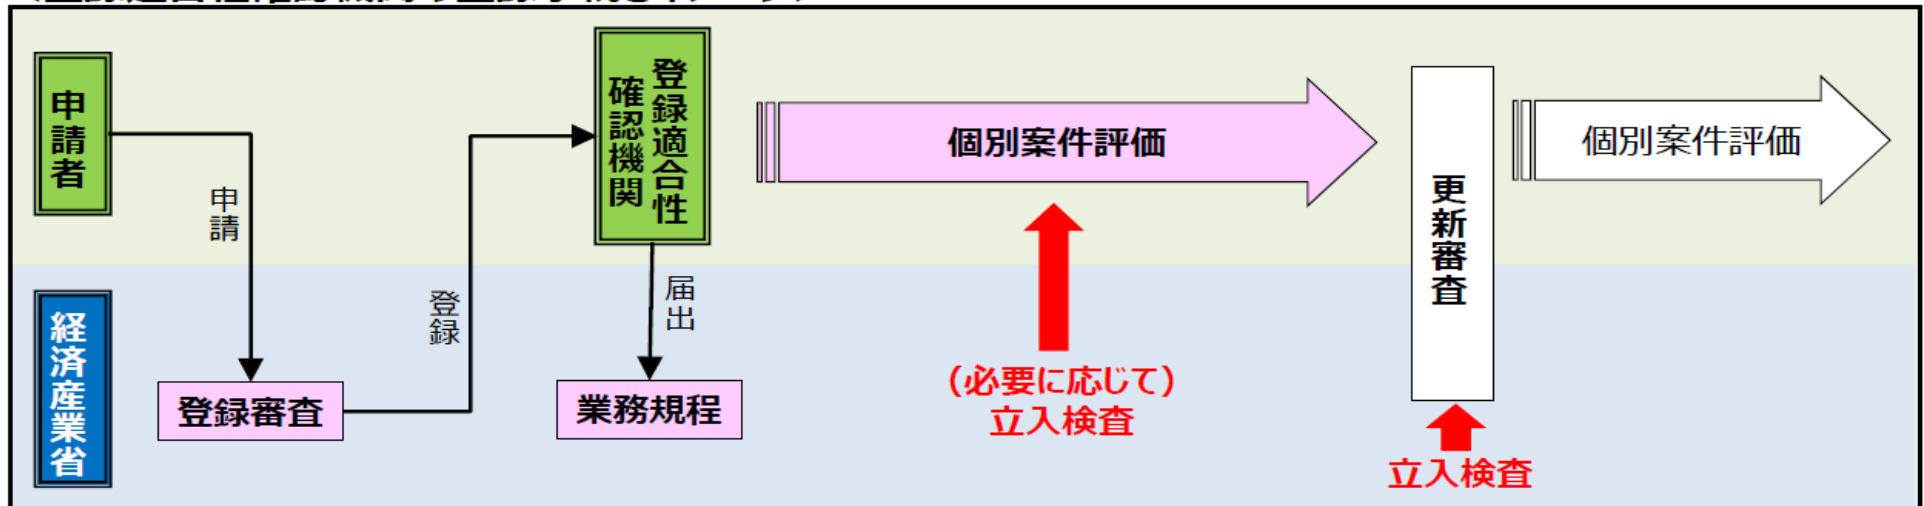 申請者
申請
経済産業省
登録審査
登録
登録適合性
確認機関
届出
業務規程
個別案件評価
（必要に応じて）
立入検査
更新審査
立入検査
個別案件評価